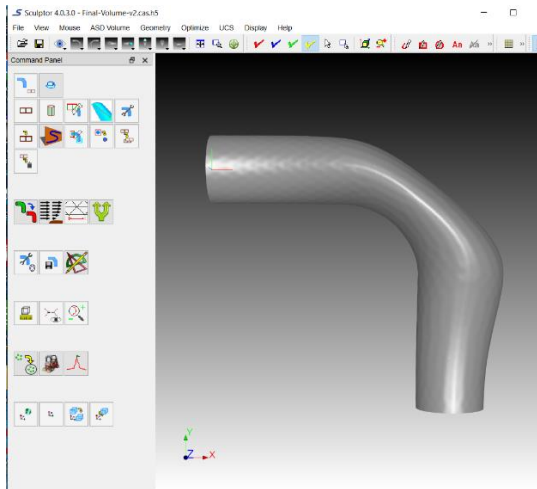 Sculptor 4.0.3.0 - Final-Volume-v2.cas.h5
File View Mouse ASD Volume Geometry Optimize UCS Display Help
Aa
»
»
Command Panel
Y
Z
X